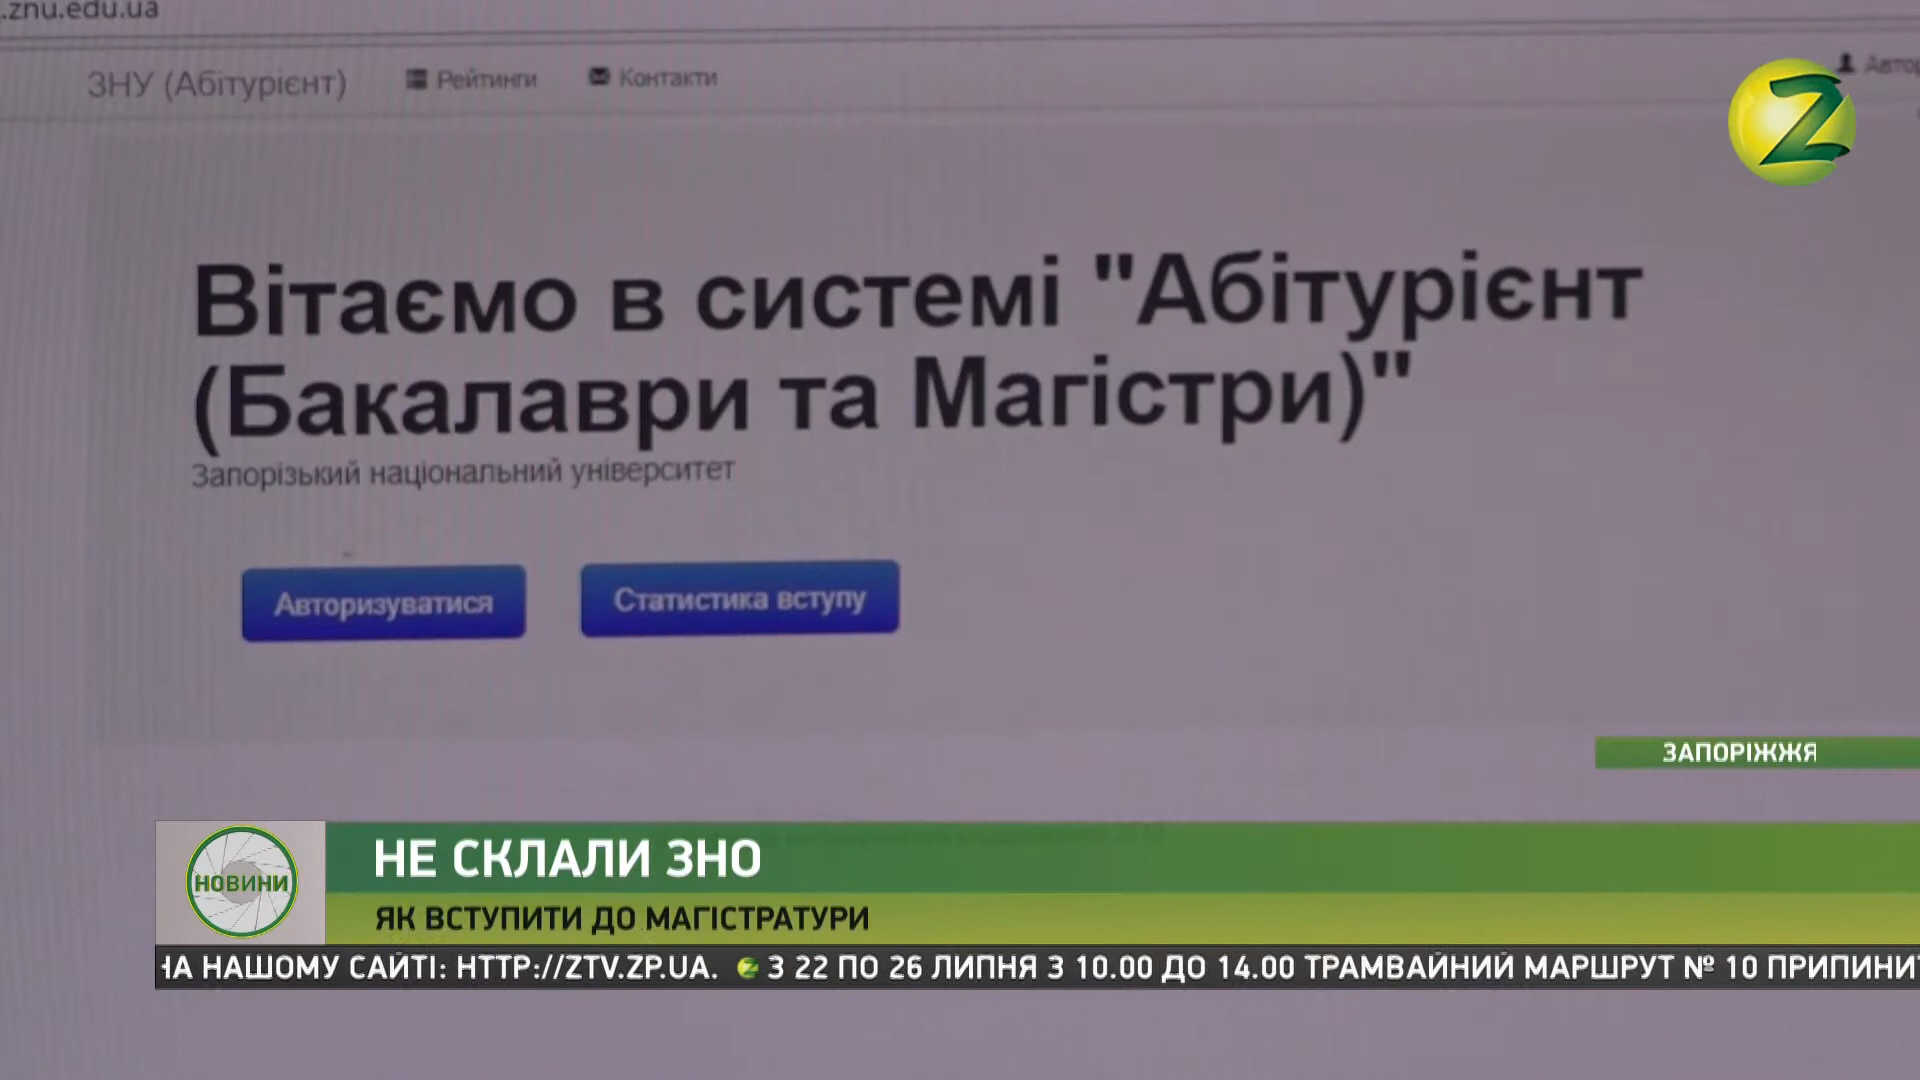 .znu.edu.ua
ЗНУ (Абітурієнт) Рейтинги Контакти
Вітаємо в системі "Абітурієнт
(Бакалаври та Магістри)"
Запорізький національний університет
Авторизуватися Статистика вступу
ЗАПОРІЖЖЯ
НОВИНИ
НЕ СКЛАЛИ ЗНО
ЯК ВСТУПИТИ ДО МАГІСТРАТУРИ
НА НАШОМУ САЙТІ: HTTP://ZTV.ZP.UA. З 22 ПО 26 ЛИПНЯ З 10.00 ДО 14.00 ТРАМВАЙНИЙ МАРШРУТ № 10 ПРИПИНИТ